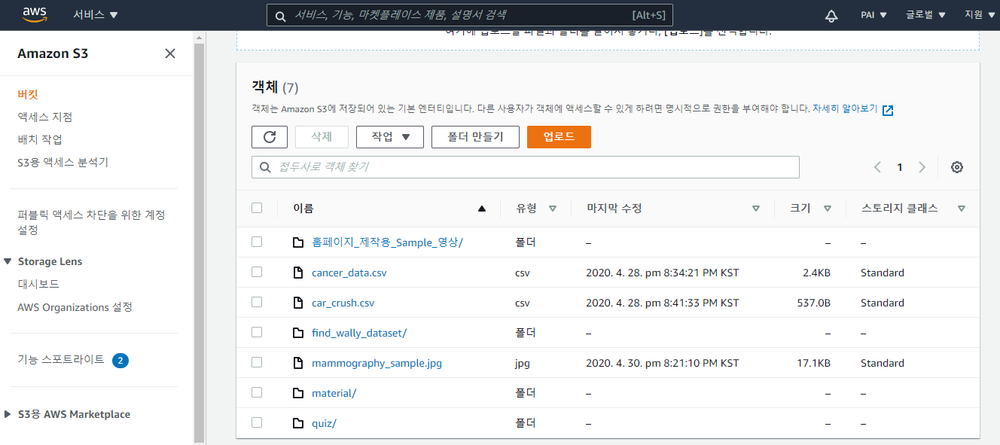 aws 서비스 ▼ 서비스, 기능, 마켓플레이스 제품, 설명서 검색 [Alt+S] PAI ▼ 글로벌 ▼ 지원 ▼
Amazon S3
버킷
액세스 지점
배치 작업
S3용 액세스 분석기
퍼블릭 액세스 차단을 위한 계정
설정
Storage Lens
대시보드
AWS Organizations 설정
기능 스포트라이트 2
S3용 AWS Marketplace
객체 (7)
객체는 Amazon S3에 저장되어 있는 기본 엔터티입니다. 다른 사용자가 객체에 액세스할 수 있게 하려면 명시적으로 권한을 부여해야 합니다. 자세히 알아보기
삭제 작업 ▼ 폴더 만들기 업로드
접두사로 객체 찾기 < 1 >
이름 ▲ 유형 ▽ 마지막 수정 ▽ 크기 ▽ 스토리지 클래스 ▽
홈페이지_제작용_Sample_영상/ 폴더 – – –
cancer_data.csv csv 2020. 4. 28. pm 8:34:21 PM KST 2.4KB Standard
car_crush.csv csv 2020. 4. 28. pm 8:41:33 PM KST 537.0B Standard
find_wally_dataset/ 폴더 – – –
mammography_sample.jpg jpg 2020. 4. 30. pm 8:21:10 PM KST 17.1KB Standard
material/ 폴더 – – –
quiz/ 폴더 – – –